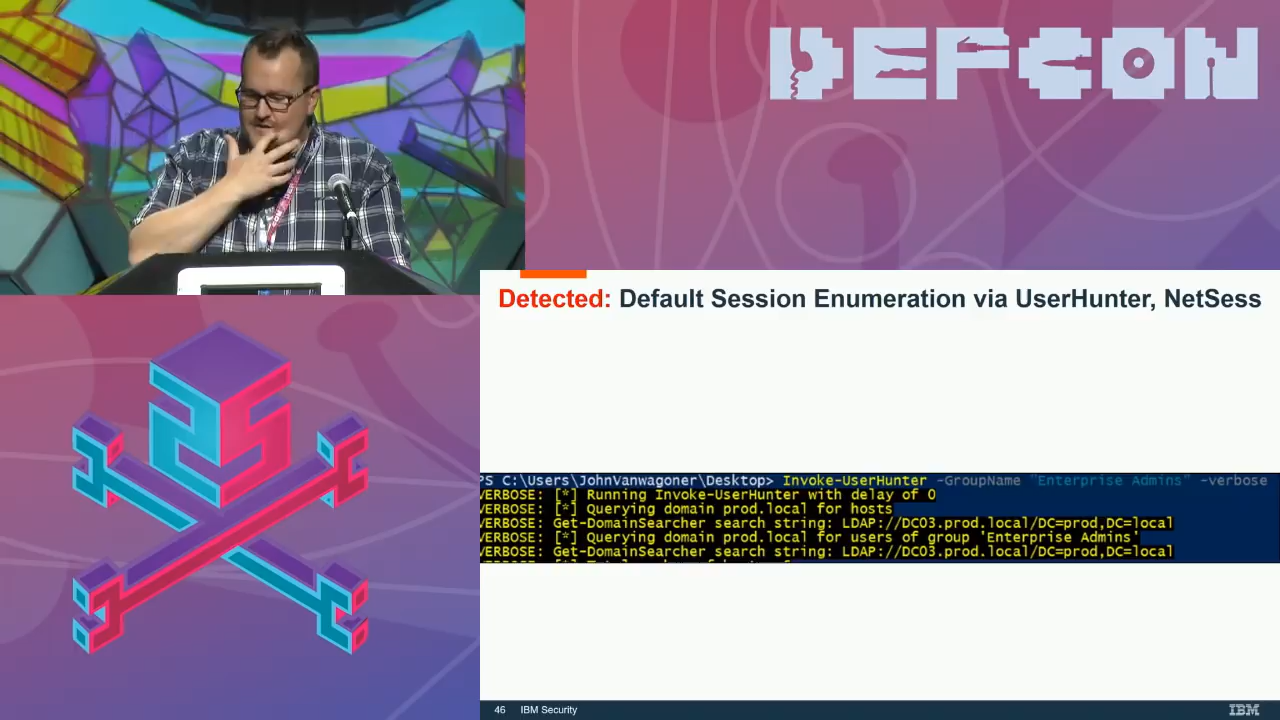 DEFCON
Detected: Default Session Enumeration via UserHunter, NetSess
PS C:\Users\JohnVanwagoner\Desktop> Invoke-UserHunter -GroupName "Enterprise Admins" -verbose
VERBOSE: [*] Running Invoke-UserHunter with delay of 0
VERBOSE: [*] Querying domain prod.local for hosts
VERBOSE: Get-DomainSearcher search string: LDAP://DC03.prod.local/DC=prod,DC=local
VERBOSE: [*] Querying domain prod.local for users of group 'Enterprise Admins'
VERBOSE: Get-DomainSearcher search string: LDAP://DC03.prod.local/DC=prod,DC=local
46 IBM Security
IBM